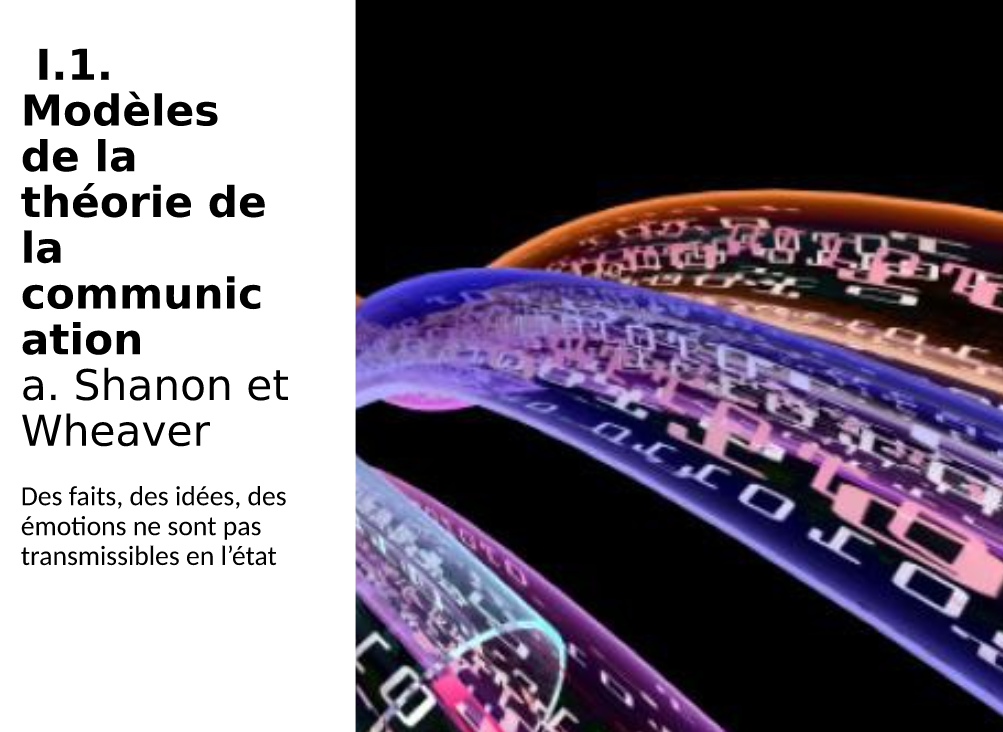 I.1.
Modèles
de la
théorie de
la
communic
ation
a. Shanon et
Wheaver
Des faits, des idées, des
émotions ne sont pas
transmissibles en l’état